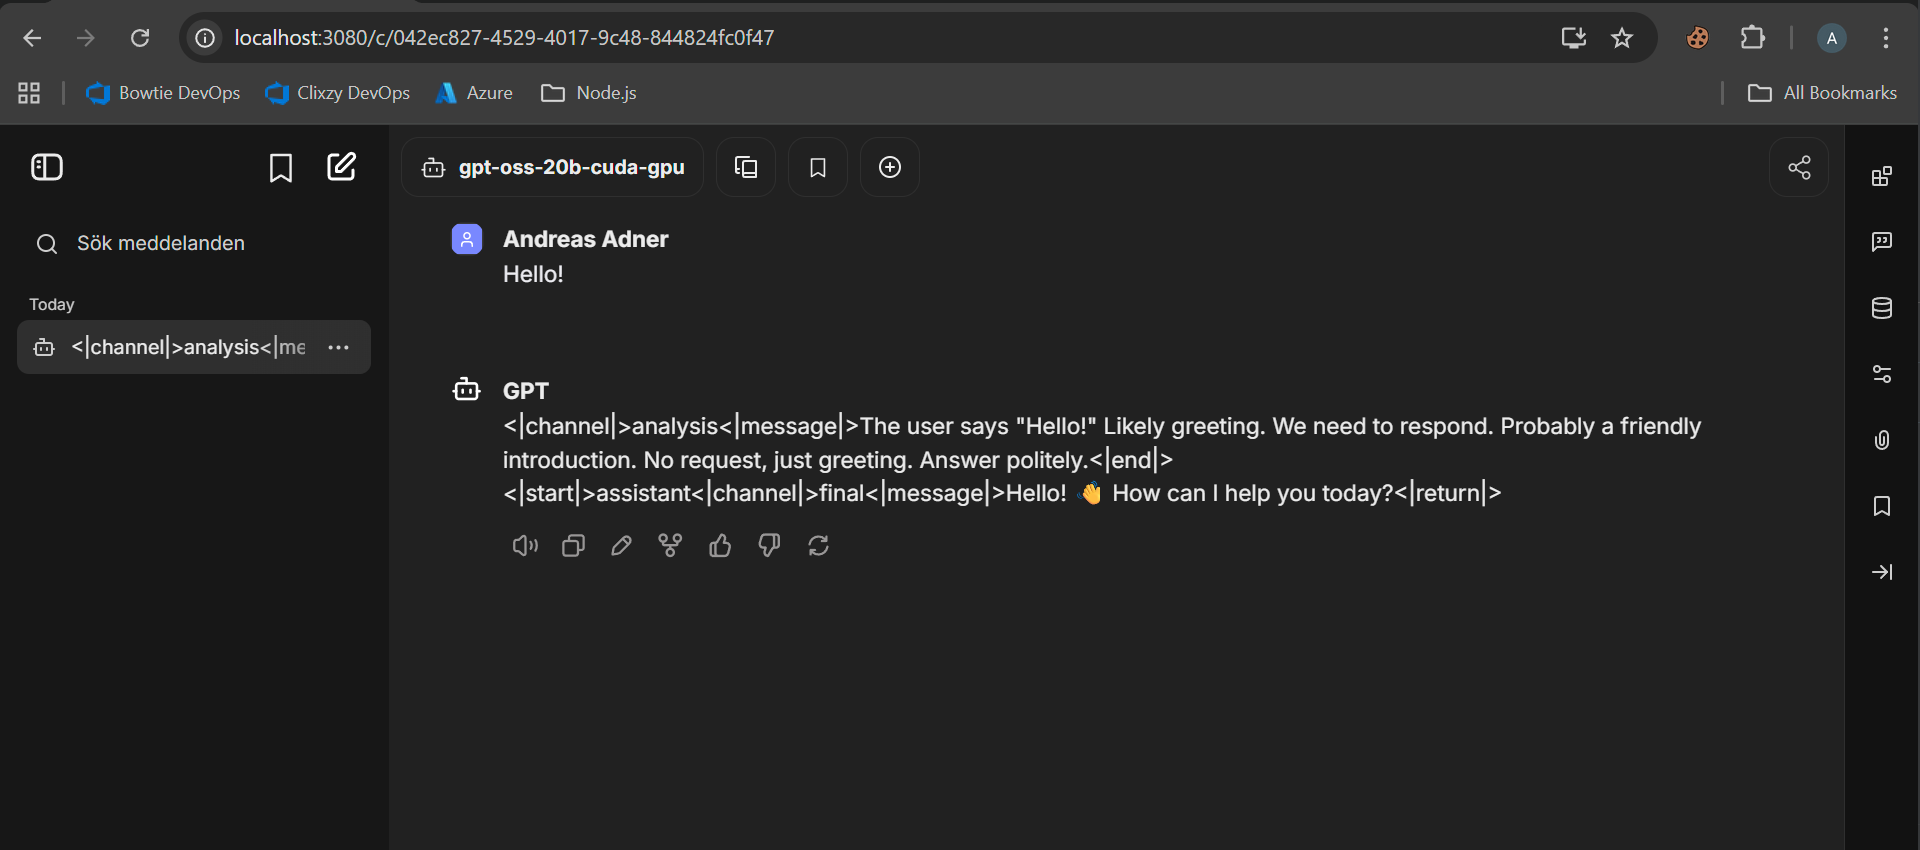 localhost:3080/c/042ec827-4529-4017-9c48-844824fc0f47
A
Bowtie DevOps
Clixzy DevOps
Azure
Node.js
All Bookmarks
gpt-oss-20b-cuda-gpu
Sök meddelanden
Today
<|channel|>analysis<|me
Andreas Adner
Hello!
GPT
<|channel|>analysis<|message|>The user says "Hello!" Likely greeting. We need to respond. Probably a friendly
introduction. No request, just greeting. Answer politely.<|end|>
<|start|>assistant<|channel|>final<|message|>Hello! 👋 How can I help you today?<|return|>